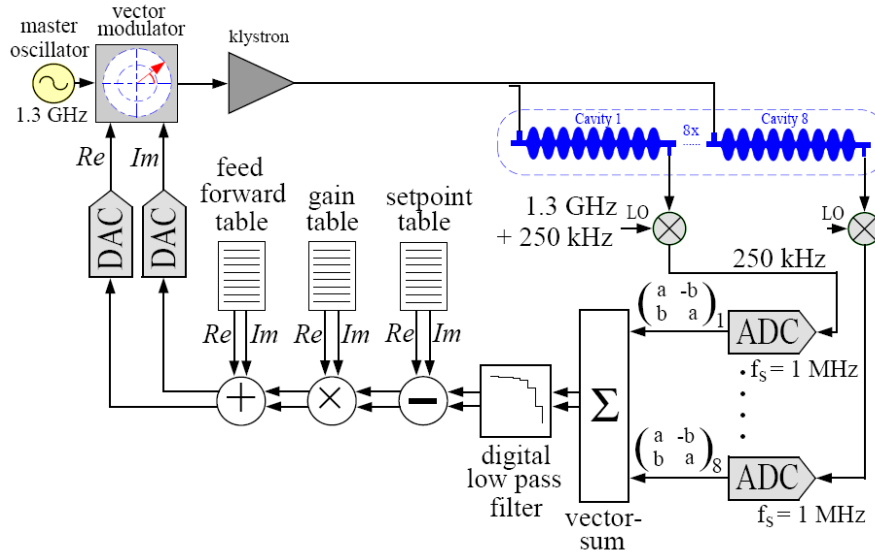 master
oscillator
1.3 GHz
vector
modulator
klystron
Cavity 1
8x
Cavity 8
Re
Im
DAC
DAC
feed
forward
table
gain
table
setpoint
table
Re Im
Re Im
Re Im
1.3 GHz
+ 250 kHz
LO
LO
250 kHz
a -b
b a
1
ADC
fs = 1 MHz
a -b
b a
8
ADC
fs = 1 MHz
+
×
−
Σ
digital
low pass
filter
vector-
sum